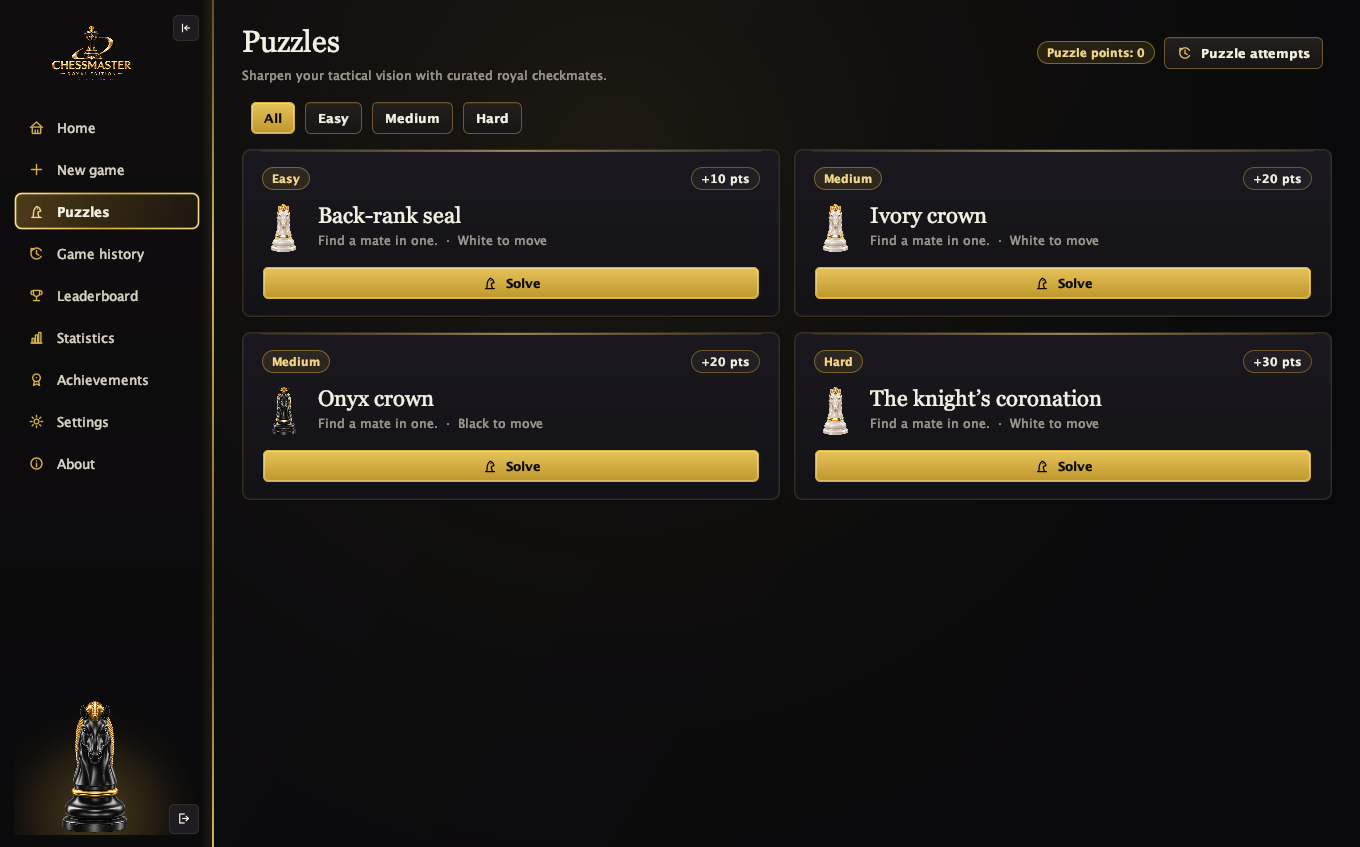 CHESSMASTER
ROYAL EDITION
Home
New game
Puzzles
Game history
Leaderboard
Statistics
Achievements
Settings
About
Puzzles
Sharpen your tactical vision with curated royal checkmates.
Puzzle points: 0
Puzzle attempts
All Easy Medium Hard
Easy +10 pts
Back-rank seal
Find a mate in one. · White to move
Solve
Medium +20 pts
Ivory crown
Find a mate in one. · White to move
Solve
Medium +20 pts
Onyx crown
Find a mate in one. · Black to move
Solve
Hard +30 pts
The knight’s coronation
Find a mate in one. · White to move
Solve